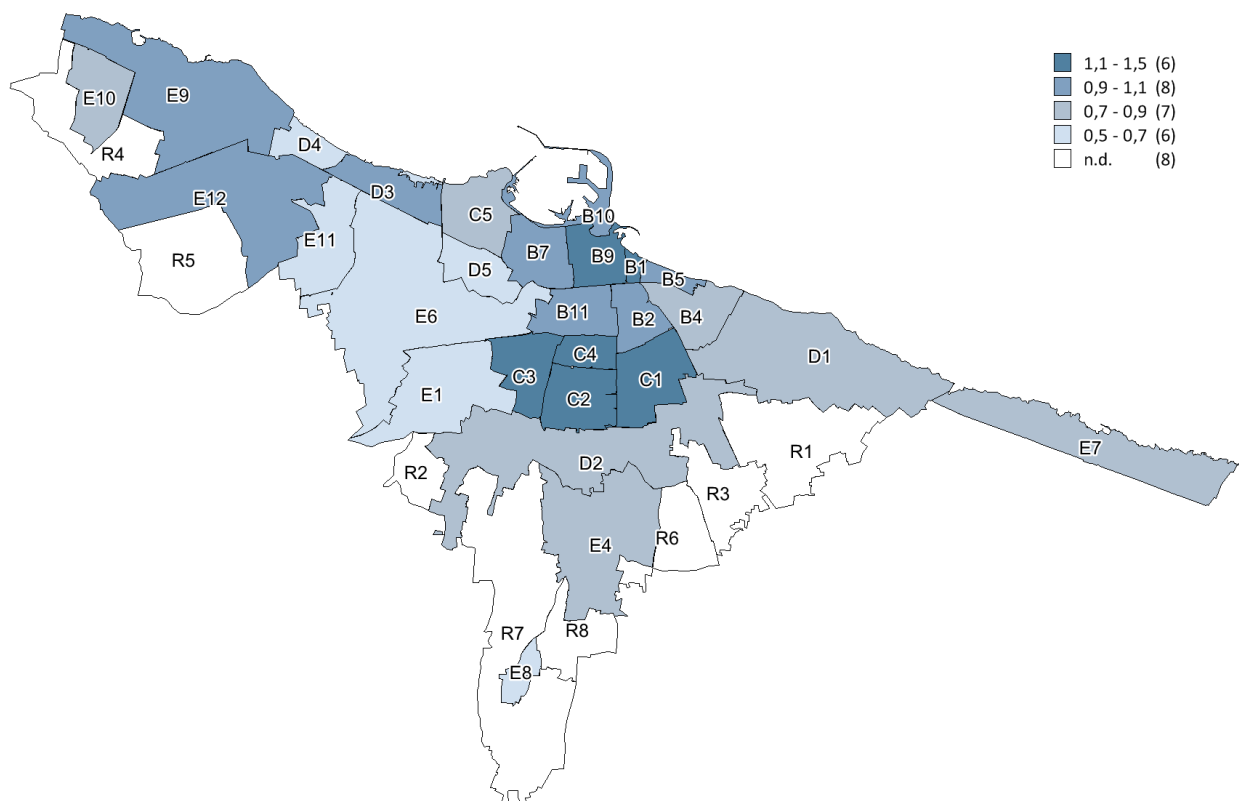 1,1 - 1,5 (6)
0,9 - 1,1 (8)
0,7 - 0,9 (7)
0,5 - 0,7 (6)
n.d. (8)
E10
E9
R4
D4
E12
D3
C5
B10
E11
R5
D5
B7
B9
B1
B5
E6
B11
B2
B4
D1
C4
C3
C1
E1
C2
E7
R1
R2
D2
R3
E4
R6
R7
R8
E8